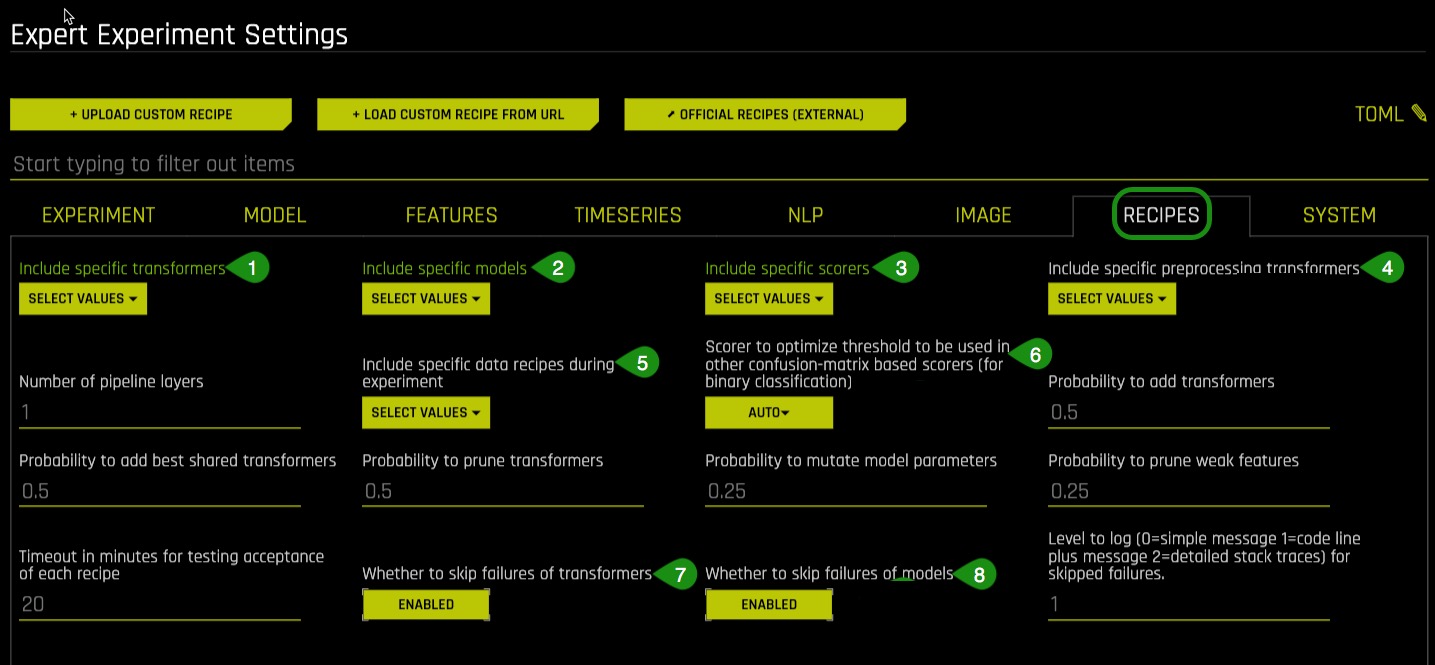 Expert Experiment Settings
+ UPLOAD CUSTOM RECIPE
+ LOAD CUSTOM RECIPE FROM URL
OFFICIAL RECIPES (EXTERNAL)
TOML
Start typing to filter out items
EXPERIMENT
MODEL
FEATURES
TIMESERIES
NLP
IMAGE
RECIPES
SYSTEM
Include specific transformers
1
SELECT VALUES
Include specific models
2
SELECT VALUES
Include specific scorers
3
SELECT VALUES
Include specific preprocessing transformers
4
SELECT VALUES
Number of pipeline layers
1
Include specific data recipes during
experiment
5
SELECT VALUES
Scorer to optimize threshold to be used in
other confusion-matrix based scorers (for
binary classification)
6
AUTO
Probability to add transformers
0.5
Probability to add best shared transformers
0.5
Probability to prune transformers
0.5
Probability to mutate model parameters
0.25
Probability to prune weak features
0.25
Timeout in minutes for testing acceptance
of each recipe
20
Whether to skip failures of transformers
7
ENABLED
Whether to skip failures of models
8
ENABLED
Level to log (0=simple message 1=code line
plus message 2=detailed stack traces) for
skipped failures.
1